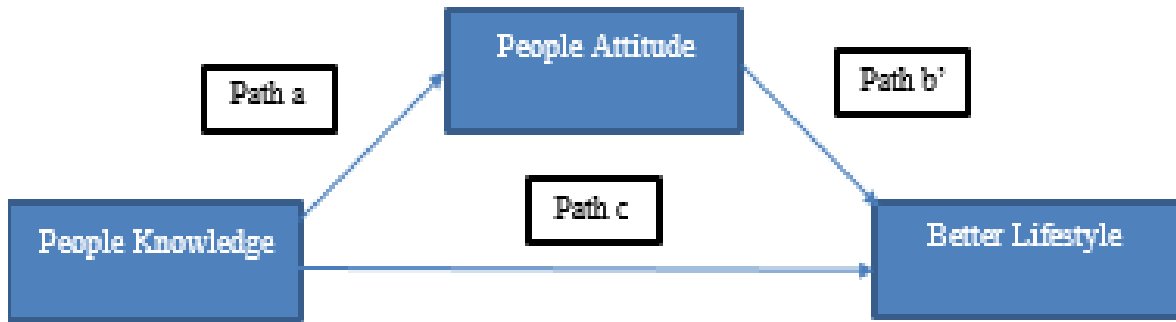 People Attitude
Path a
Path b’
Path c
People Knowledge
Better Lifestyle